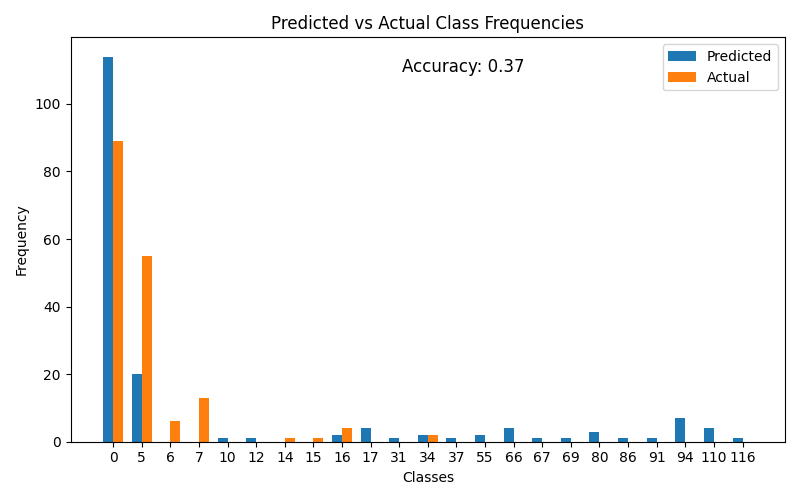 Predicted vs Actual Class Frequencies
Accuracy: 0.37
Predicted
Actual
Frequency
100
80
60
40
20
0
0 5 6 7 10 12 14 15 16 17 31 34 37 55 66 67 69 80 86 91 94 110 116
Classes